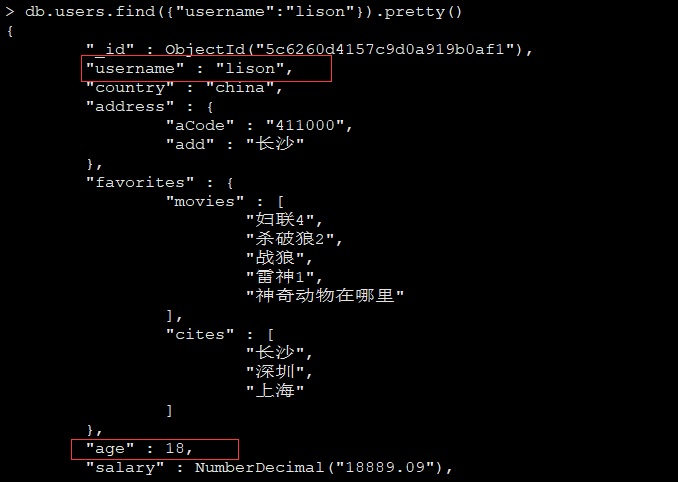 > db.users.find({"username":"lison"}).pretty()
{
"_id" : ObjectId("5c6260d4157c9d0a919b0af1"),
"username" : "lison",
"country" : "china",
"address" : {
"aCode" : "411000",
"add" : "长沙"
},
"favorites" : {
"movies" : [
"妇联4",
"杀破狼2",
"战狼",
"雷神1",
"神奇动物在哪里"
],
"cites" : [
"长沙",
"深圳",
"上海"
]
},
"age" : 18,
"salary" : NumberDecimal("18889.09"),